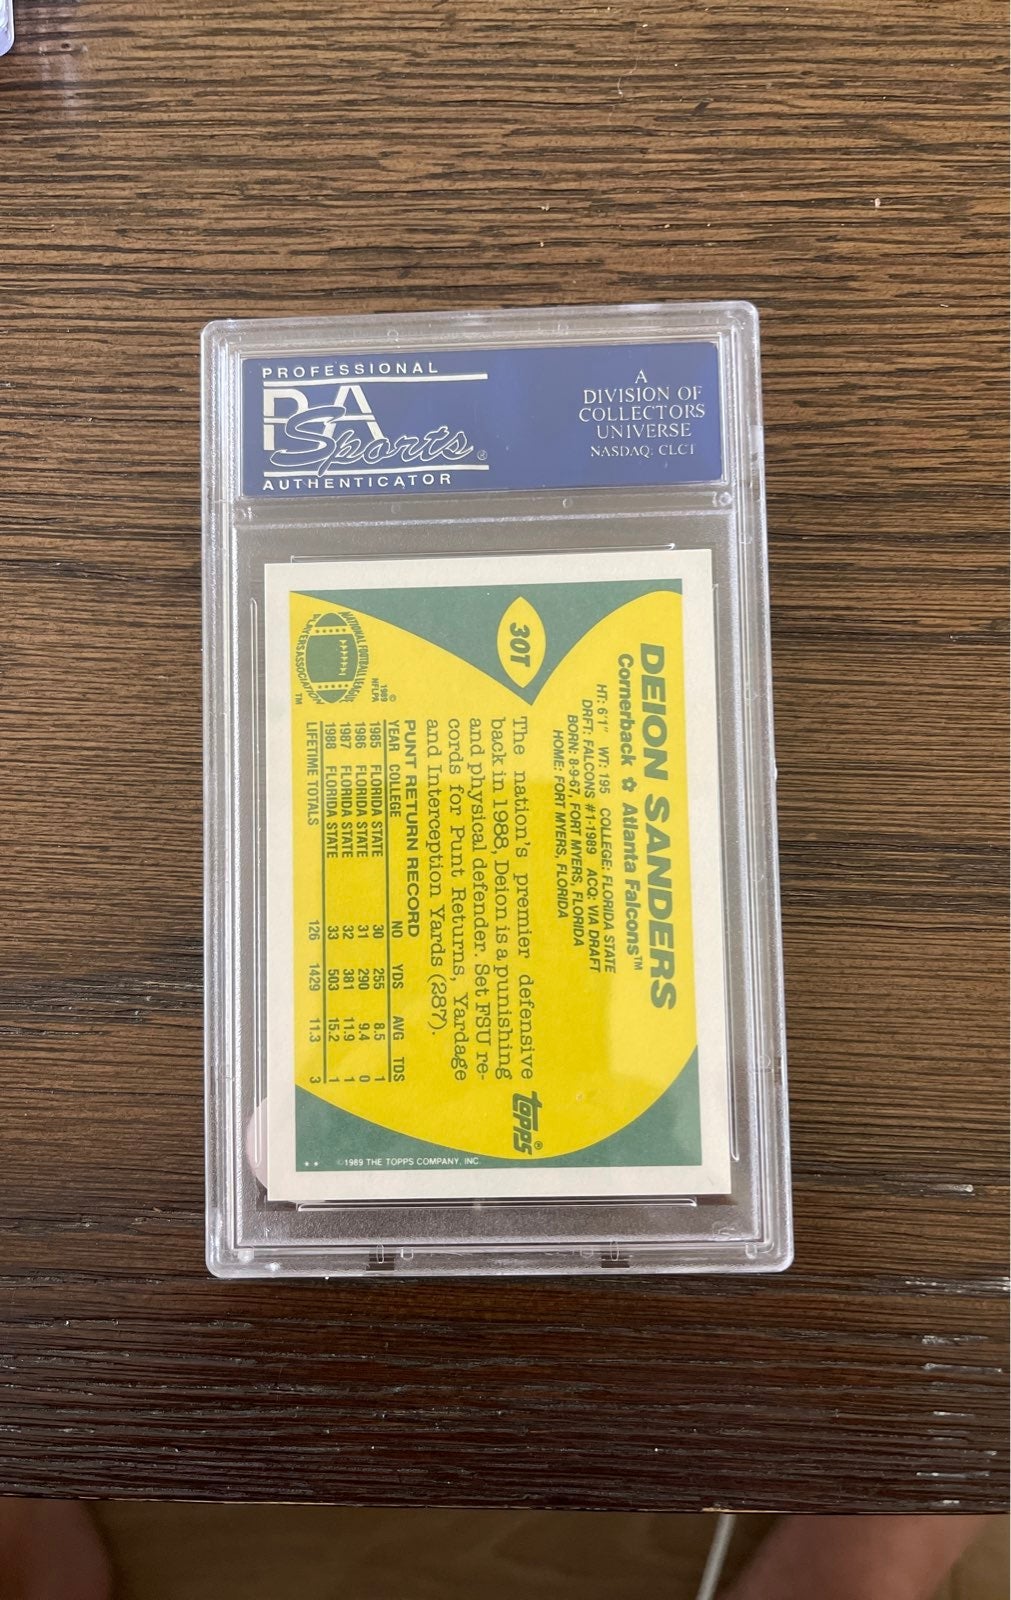 PROFESSIONAL
PSA
Sports®
AUTHENTICATOR
A
DIVISION OF
COLLECTORS
UNIVERSE
NASDAQ: CLCT
30T
DEION SANDERS
Cornerback ✩ Atlanta Falcons™
HT: 6'1" WT: 195 COLLEGE: FLORIDA STATE
DRFT: FALCONS #1-1989 ACQ: VIA DRAFT
BORN: 8-9-67, FORT MYERS, FLORIDA
HOME: FORT MYERS, FLORIDA
The nation's premier defensive
back in 1988, Deion is a punishing
and physical defender. Set FSU re-
cords for Punt Returns, Yardage
and Interception Yards (287).
topps®
PUNT RETURN RECORD
YEAR COLLEGE NO YDS AVG TDS
1985 FLORIDA STATE 30 255 8.5 1
1986 FLORIDA STATE 31 290 9.4 0
1987 FLORIDA STATE 32 381 11.9 1
1988 FLORIDA STATE 33 503 15.2 1
LIFETIME TOTALS 126 1429 11.3 3
NATIONAL FOOTBALL LEAGUE
PLAYERS ASSOCIATION
TM
©
1989
NFLPA
** ©1989 THE TOPPS COMPANY, INC.